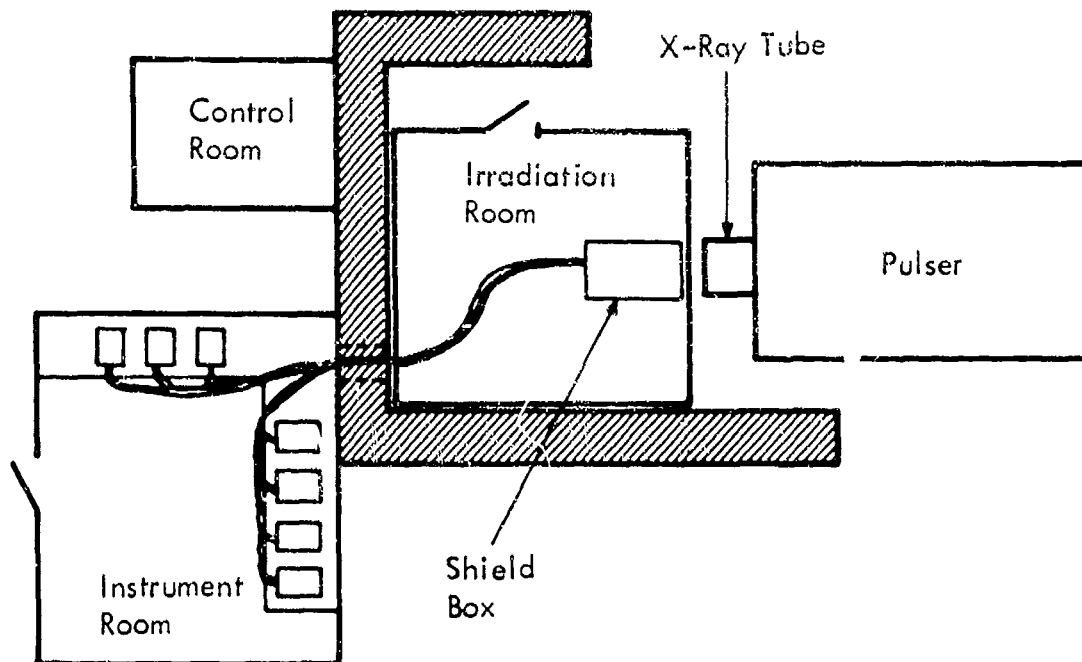 X-Ray Tube
Control
Room
Irradiation
Room
Pulser
Shield
Box
Instrument
Room